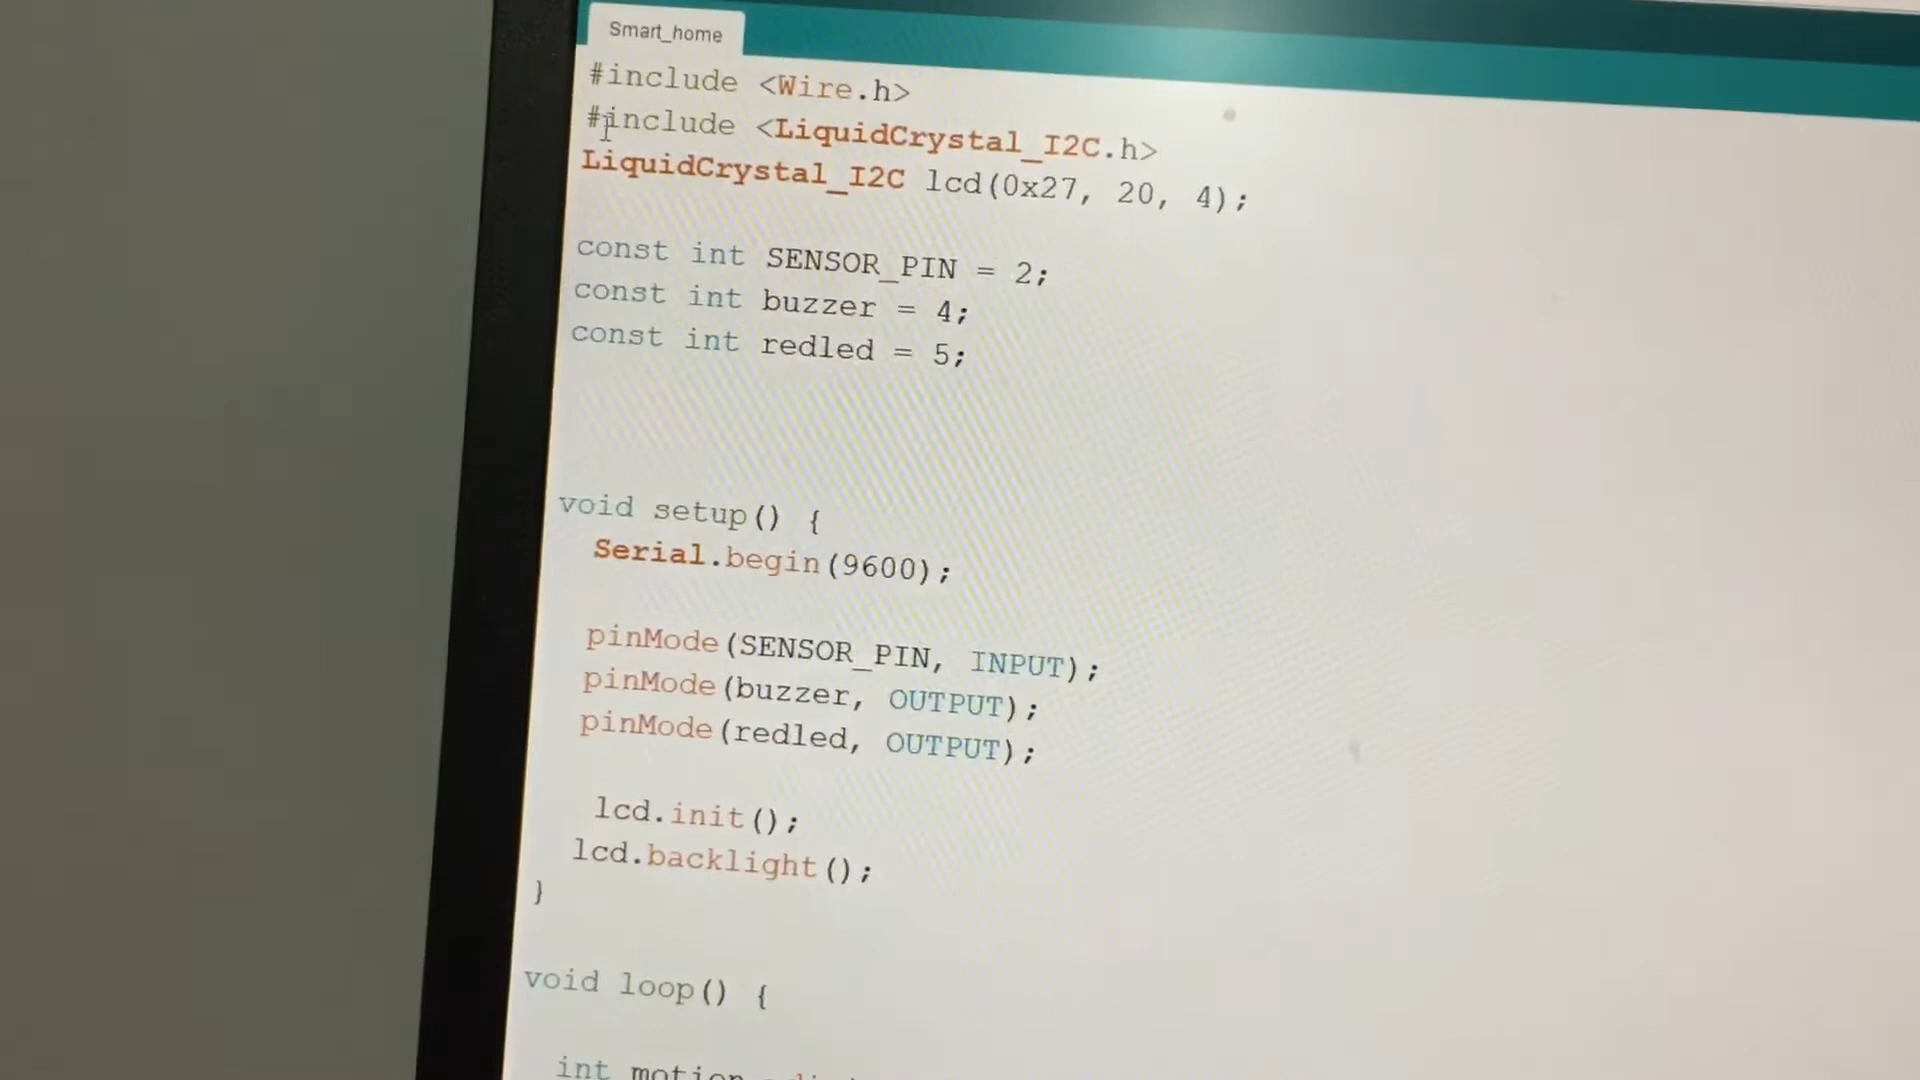 Smart_home
#include <Wire.h>
#include <LiquidCrystal_I2C.h>
LiquidCrystal_I2C lcd(0x27, 20, 4);
const int SENSOR_PIN = 2;
const int buzzer = 4;
const int redled = 5;
void setup() {
Serial.begin(9600);
pinMode(SENSOR_PIN, INPUT);
pinMode(buzzer, OUTPUT);
pinMode(redled, OUTPUT);
lcd.init();
lcd.backlight();
}
void loop() {
int motion